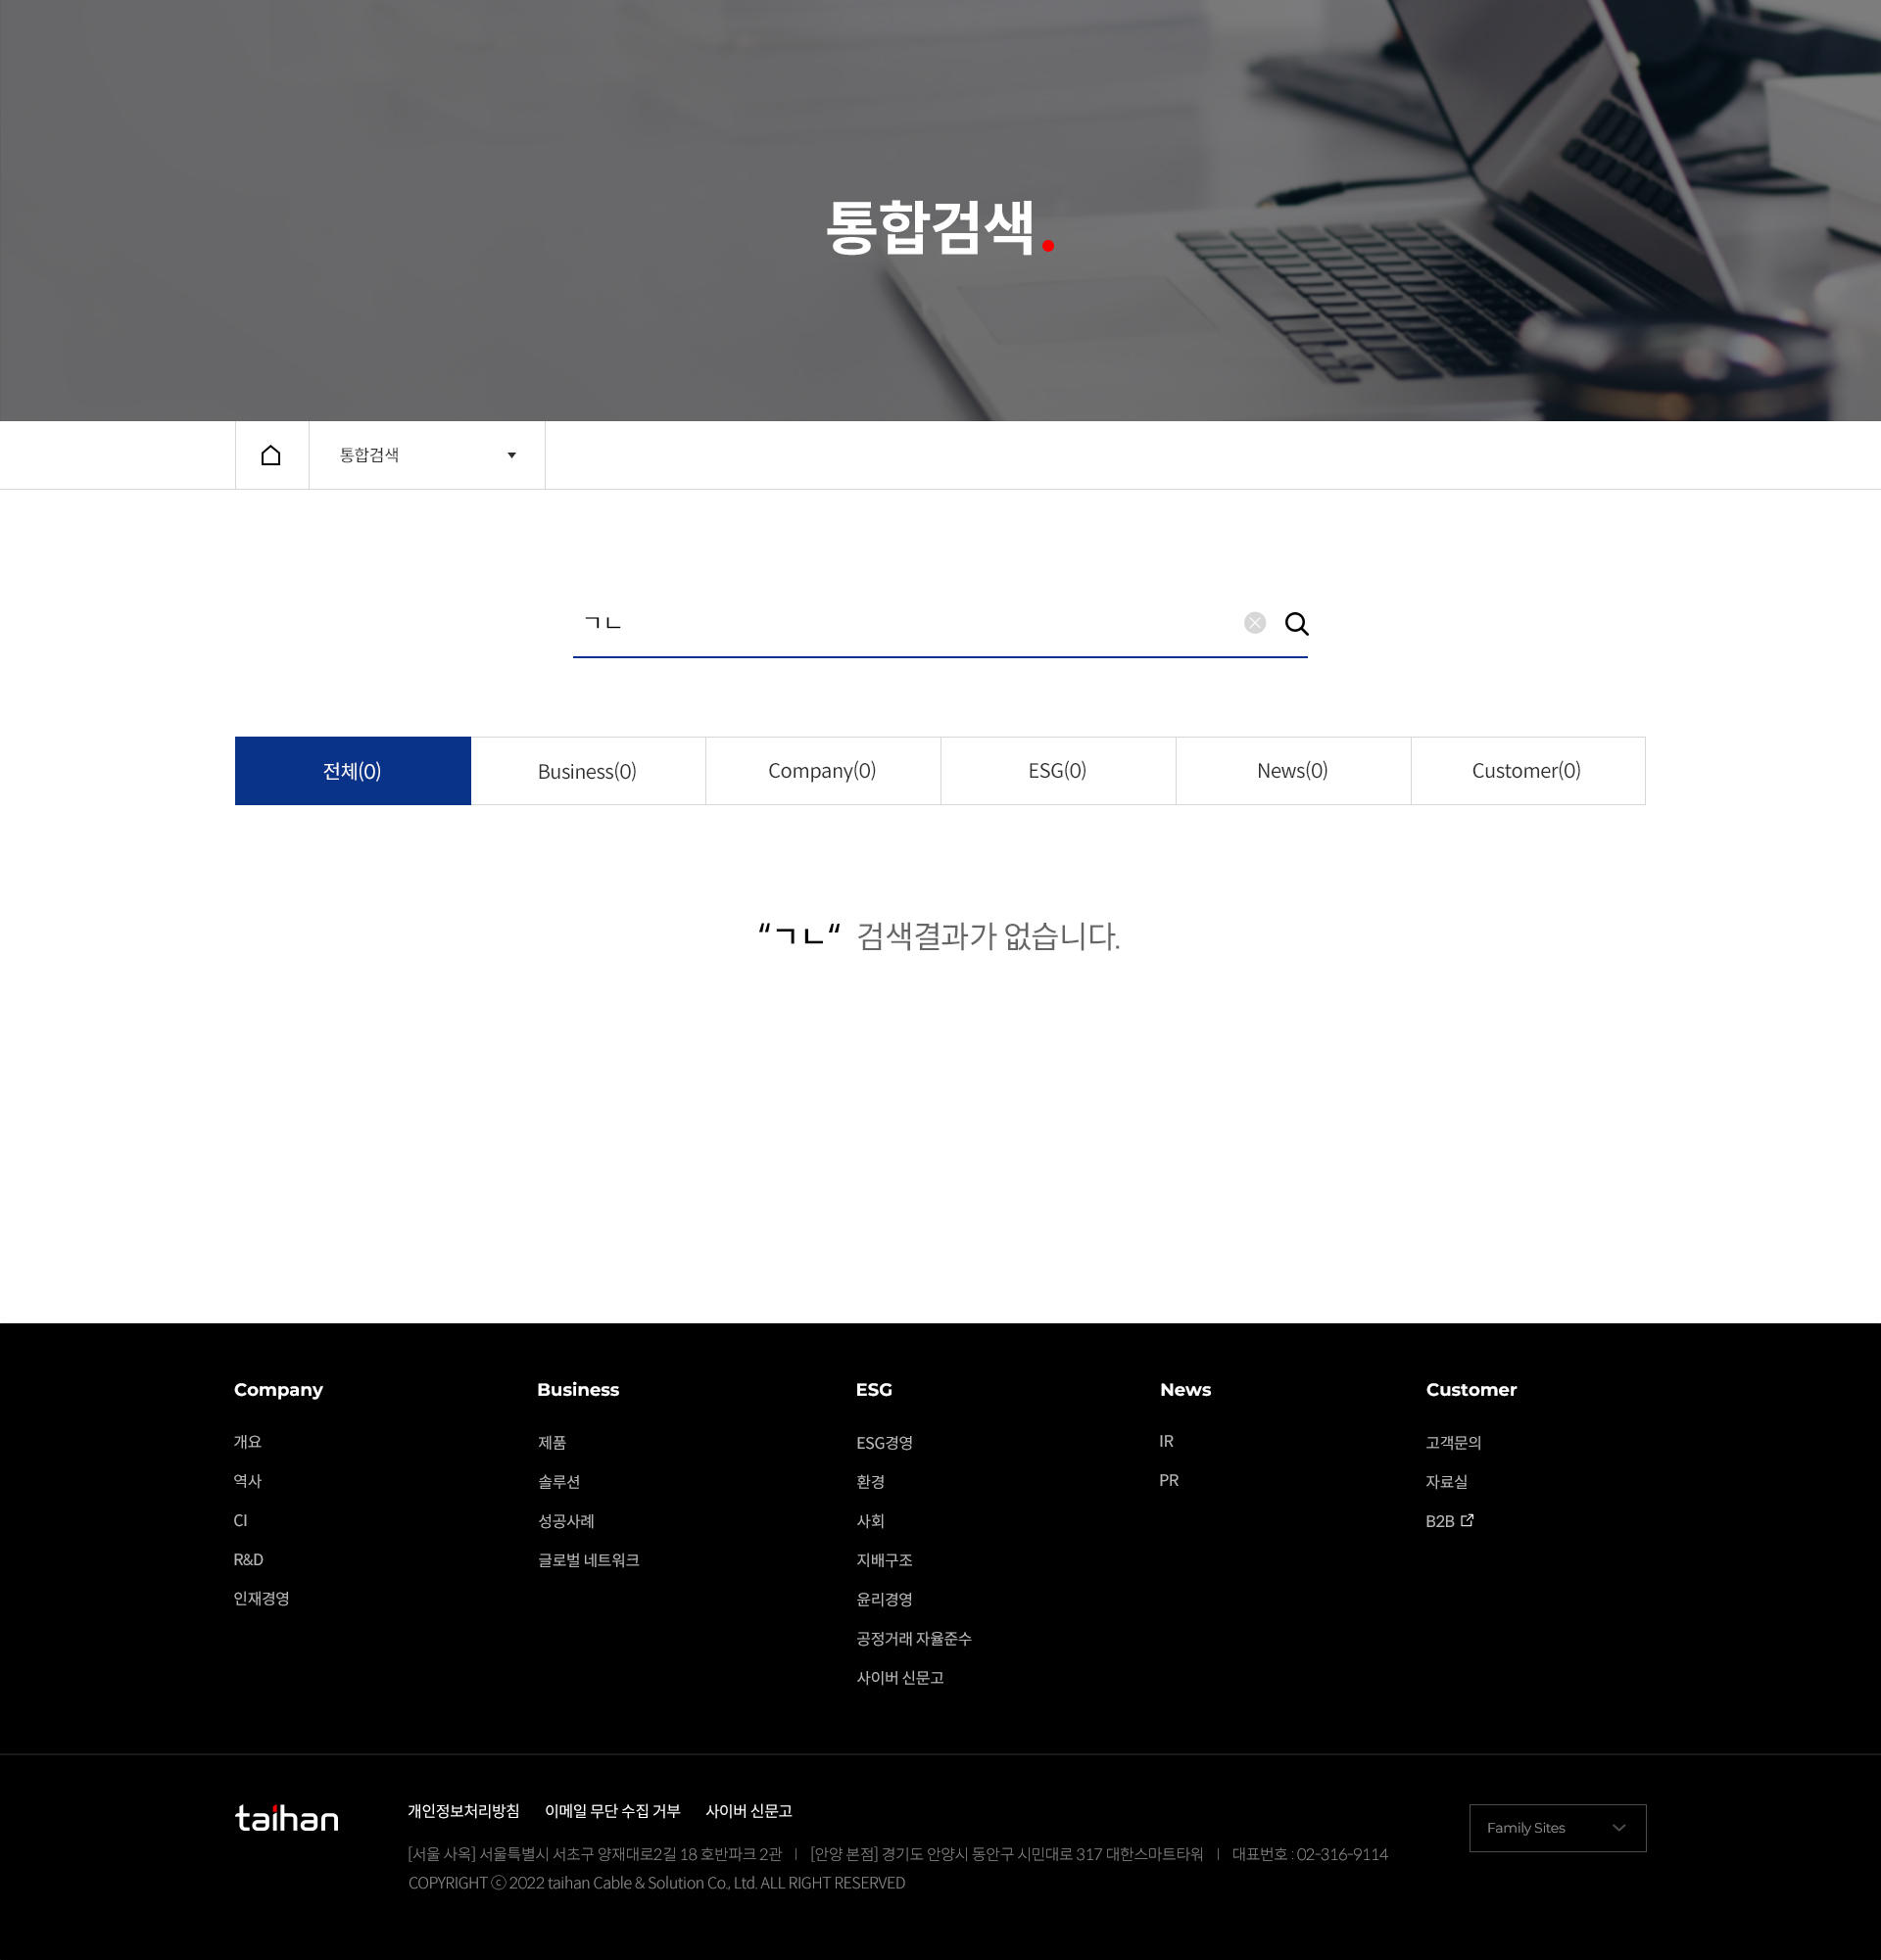 통합검색.
통합검색
ㄱㄴ
전체(0) Business(0) Company(0) ESG(0) News(0) Customer(0)
“ㄱㄴ“ 검색결과가 없습니다.
Company
개요
역사
CI
R&D
인재경영
Business
제품
솔루션
성공사례
글로벌 네트워크
ESG
ESG경영
환경
사회
지배구조
윤리경영
공정거래 자율준수
사이버 신문고
News
IR
PR
Customer
고객문의
자료실
B2B
taihan
개인정보처리방침 이메일 무단 수집 거부 사이버 신문고
[서울 사옥] 서울특별시 서초구 양재대로2길 18 호반파크 2관 | [안양 본점] 경기도 안양시 동안구 시민대로 317 대한스마트타워 | 대표번호 : 02-316-9114
COPYRIGHT ⓒ 2022 taihan Cable & Solution Co., Ltd. ALL RIGHT RESERVED
Family Sites